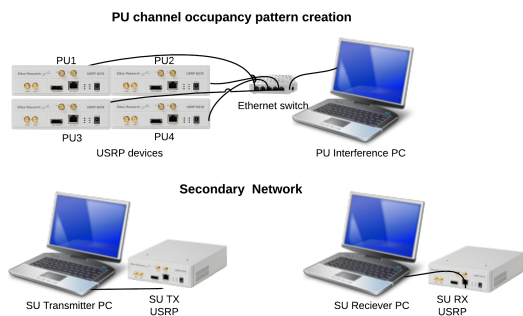 PU channel occupancy pattern creation
PU1
PU2
Ethernet switch
PU3
PU4
USRP devices
PU Interference PC
Secondary Network
SU Transmitter PC
SU TX
USRP
SU Reciever PC
SU RX
USRP